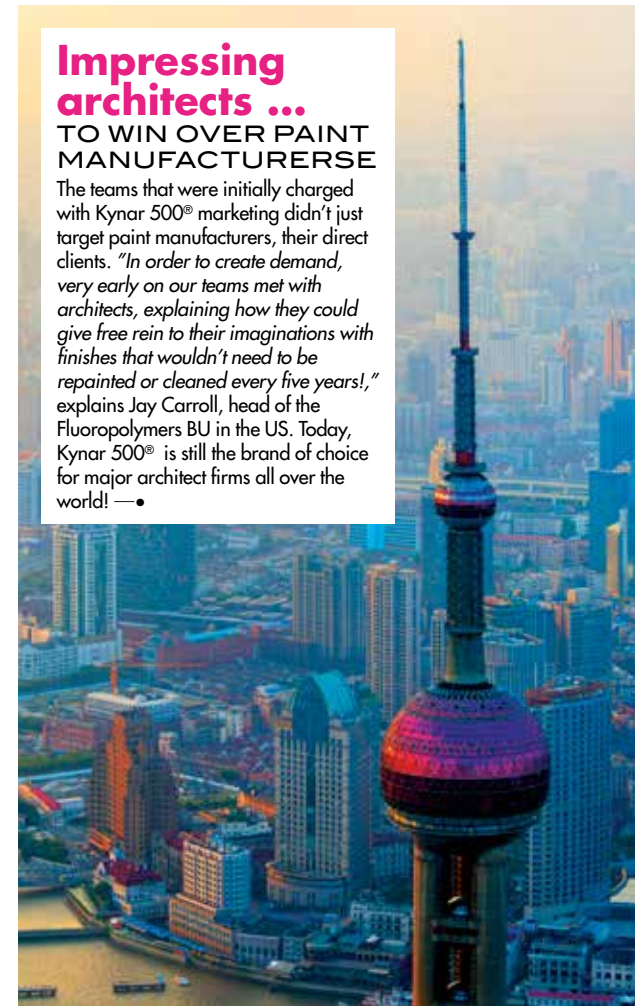 Impressing
architects ...
TO WIN OVER PAINT
MANUFACTURERSE
The teams that were initially charged
with Kynar 500® marketing didn’t just
target paint manufacturers, their direct
clients. ”In order to create demand,
very early on our teams met with
architects, explaining how they could
give free rein to their imaginations with
finishes that wouldn’t need to be
repainted or cleaned every five years!,”
explains Jay Carroll, head of the
Fluoropolymers BU in the US. Today,
Kynar 500® is still the brand of choice
for major architect firms all over the
world! —•